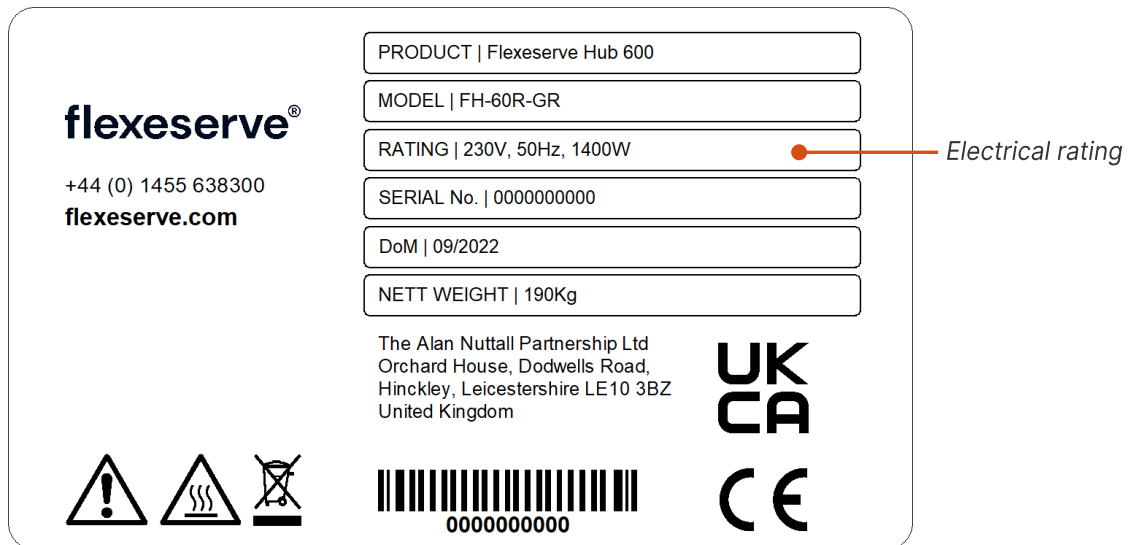 flexeserve®
+44 (0) 1455 638300
flexeserve.com
PRODUCT | Flexeserve Hub 600
MODEL | FH-60R-GR
RATING | 230V, 50Hz, 1400W
Electrical rating
SERIAL No. | 0000000000
DoM | 09/2022
NETT WEIGHT | 190Kg
The Alan Nuttall Partnership Ltd
Orchard House, Dodwells Road,
Hinckley, Leicestershire LE10 3BZ
United Kingdom
UK
CA
CE
0000000000